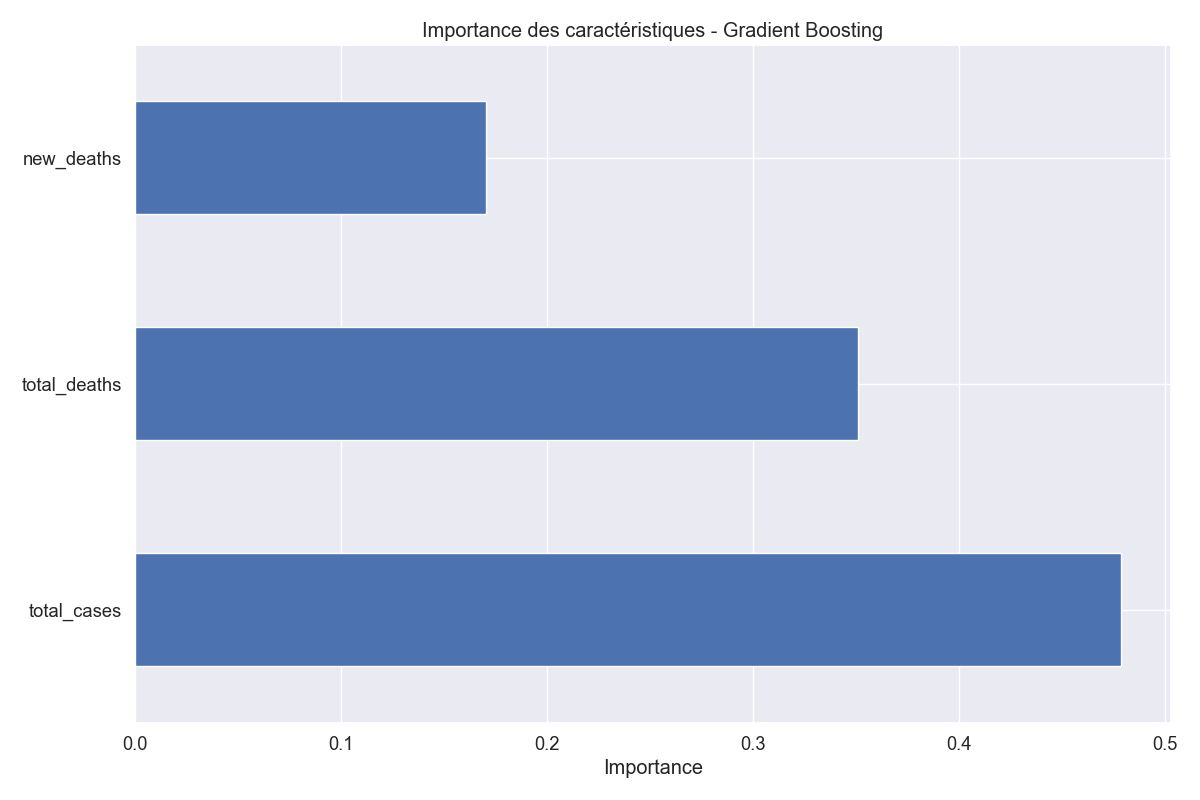 Importance des caractéristiques - Gradient Boosting
new_deaths
total_deaths
total_cases
0.0 0.1 0.2 0.3 0.4 0.5
Importance